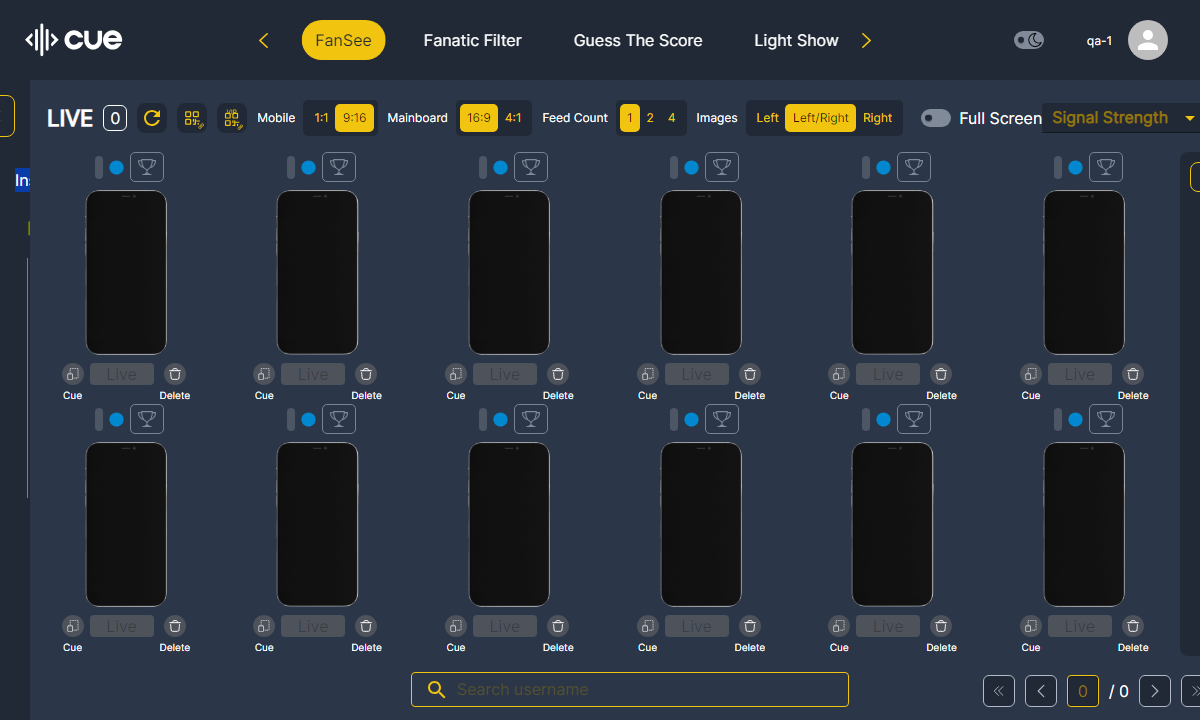 cue
FanSee
Fanatic Filter
Guess The Score
Light Show
qa-1
LIVE 0
Mobile 1:1 9:16
Mainboard 16:9 4:1
Feed Count 1 2 4
Images Left Left/Right Right
Full Screen
Signal Strength
Live Live Live Live Live Live
Cue Delete Cue Delete Cue Delete Cue Delete Cue Delete Cue Delete
Live Live Live Live Live Live
Cue Delete Cue Delete Cue Delete Cue Delete Cue Delete Cue Delete
Search username
0 / 0